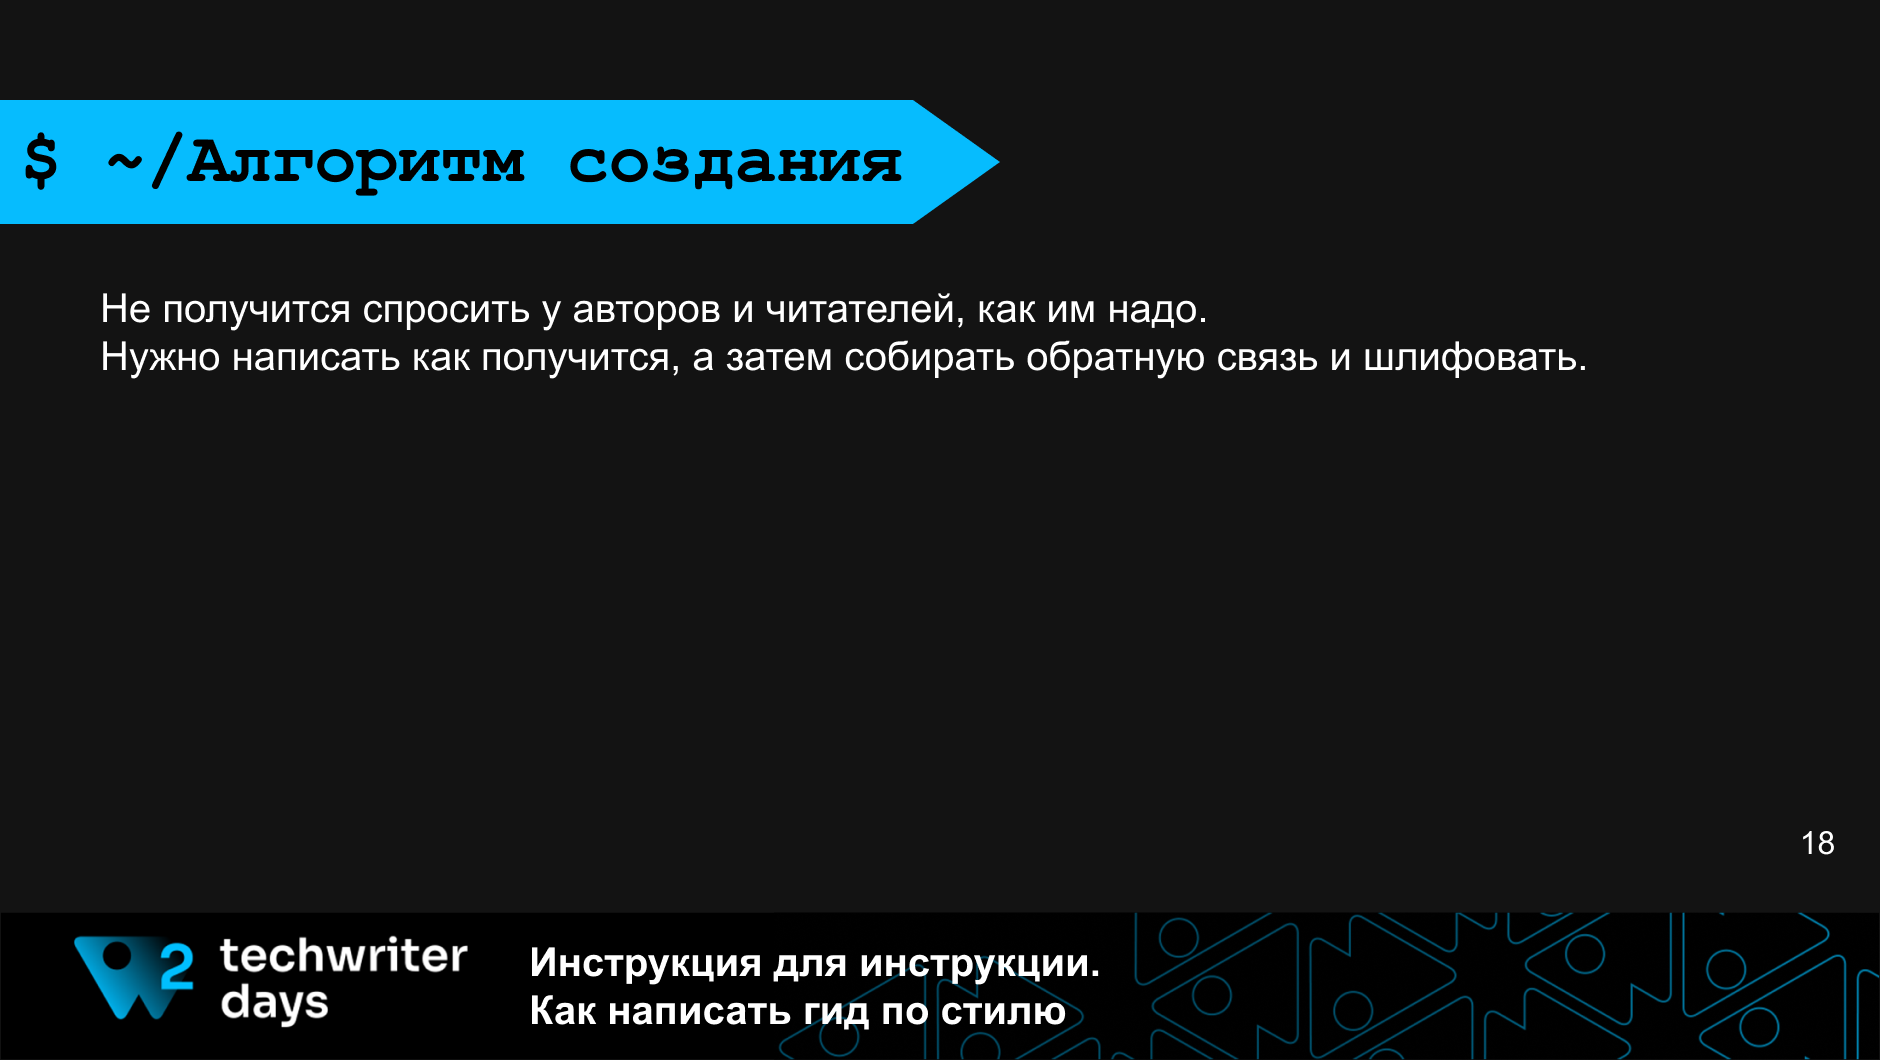 $ ~/Алгоритм создания
Не получится спросить у авторов и читателей, как им надо.
Нужно написать как получится, а затем собирать обратную связь и шлифовать.
18
2
techwriter
days
Инструкция для инструкции.
Как написать гид по стилю